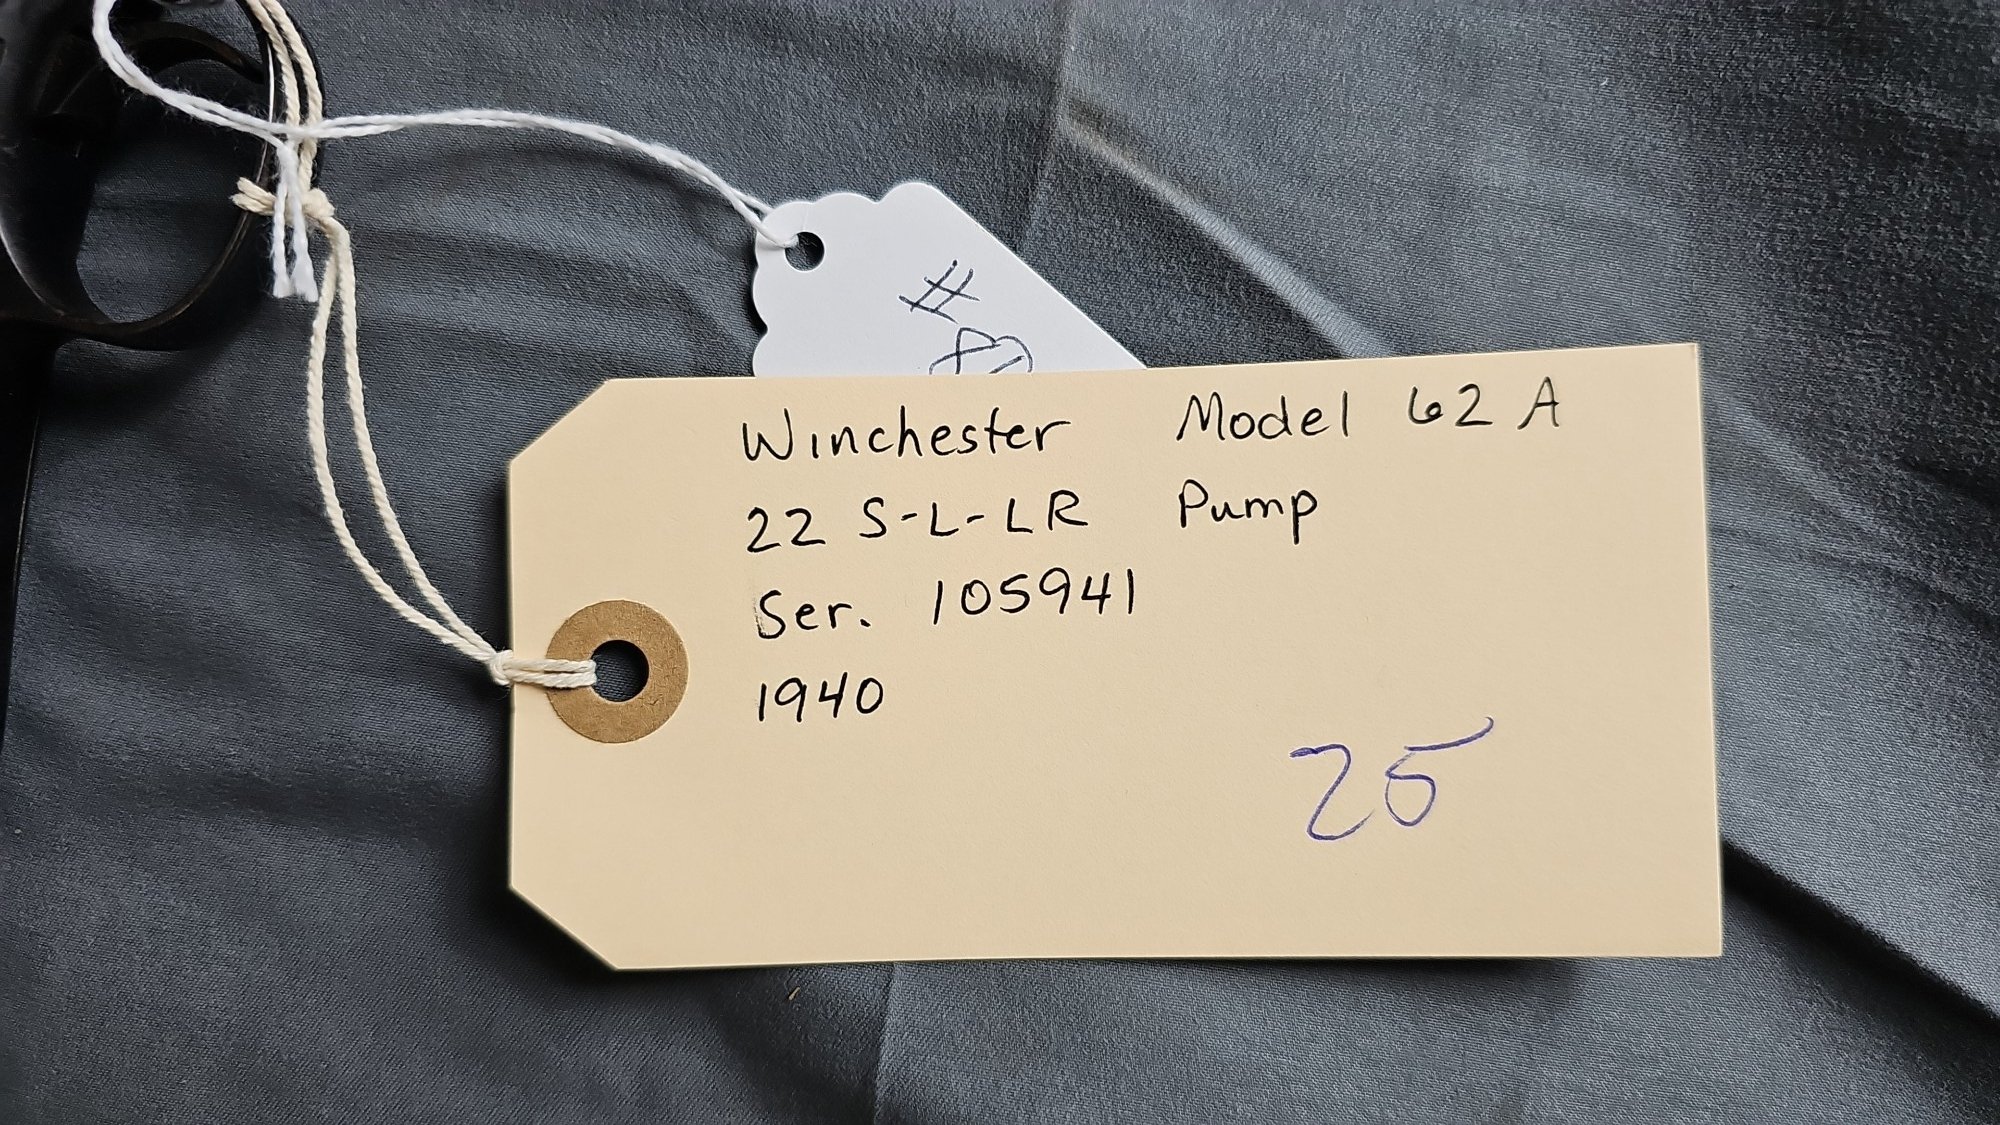 #
Winchester Model 62 A
22 S-L-LR Pump
Ser. 105941
1940
25